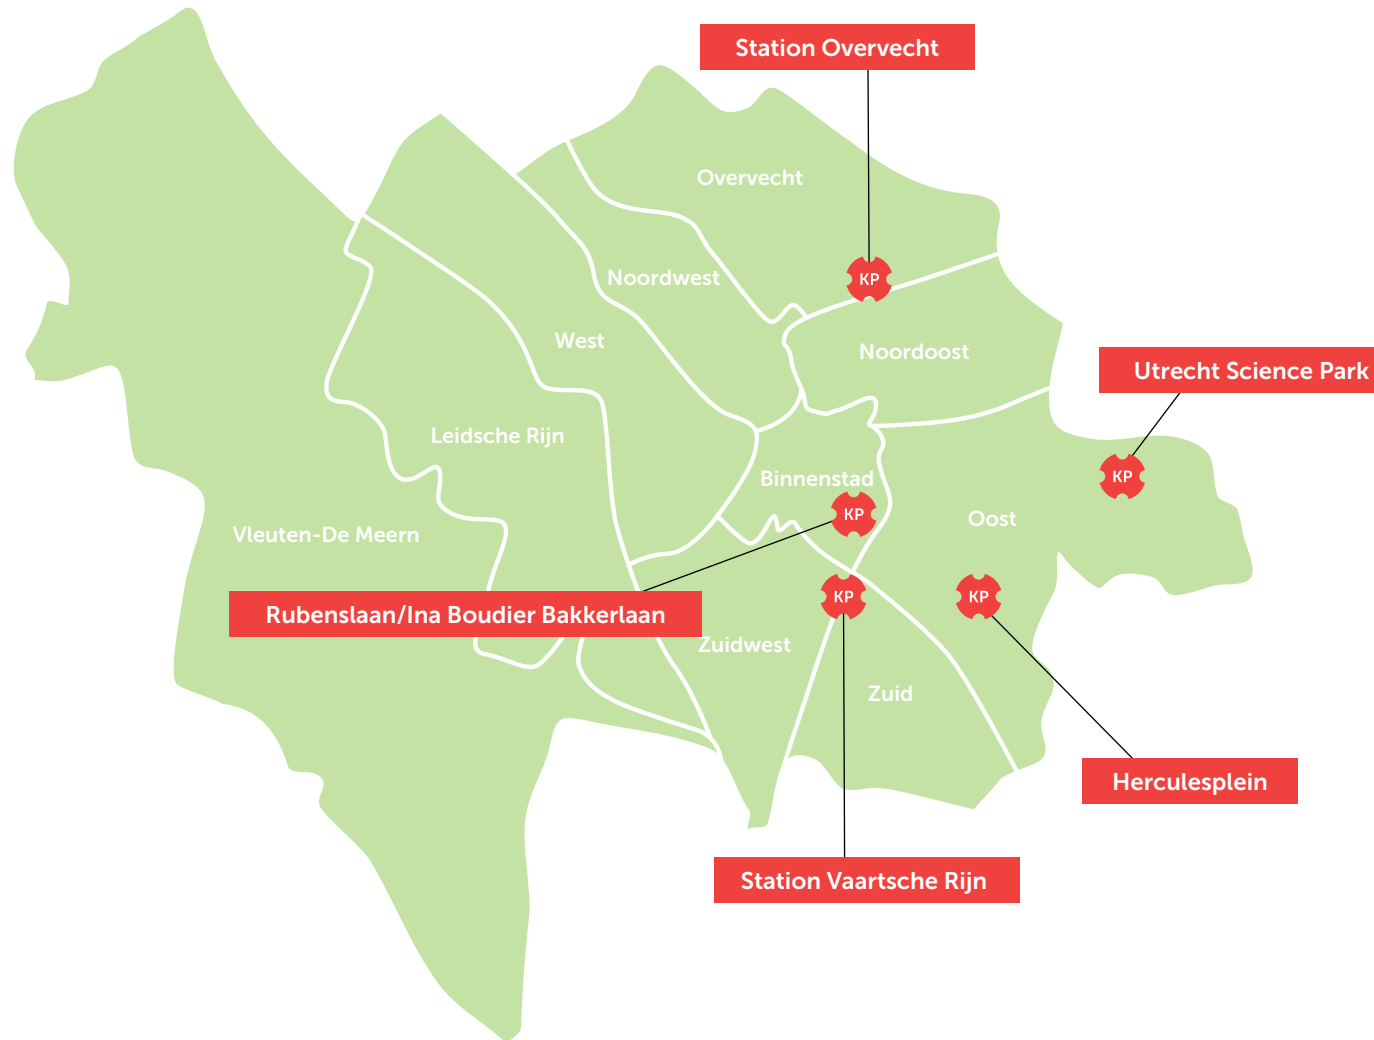 Station Overvecht
Overvecht
KP
Noordwest
West
Noordoost
Utrecht Science Park
Leidsche Rijn
Binnenstad
KP
KP
Oost
Vleuten-De Meern
KP
KP
Rubenslaan/Ina Boudier Bakkerlaan
Zuidwest
Zuid
Herculesplein
Station Vaartsche Rijn